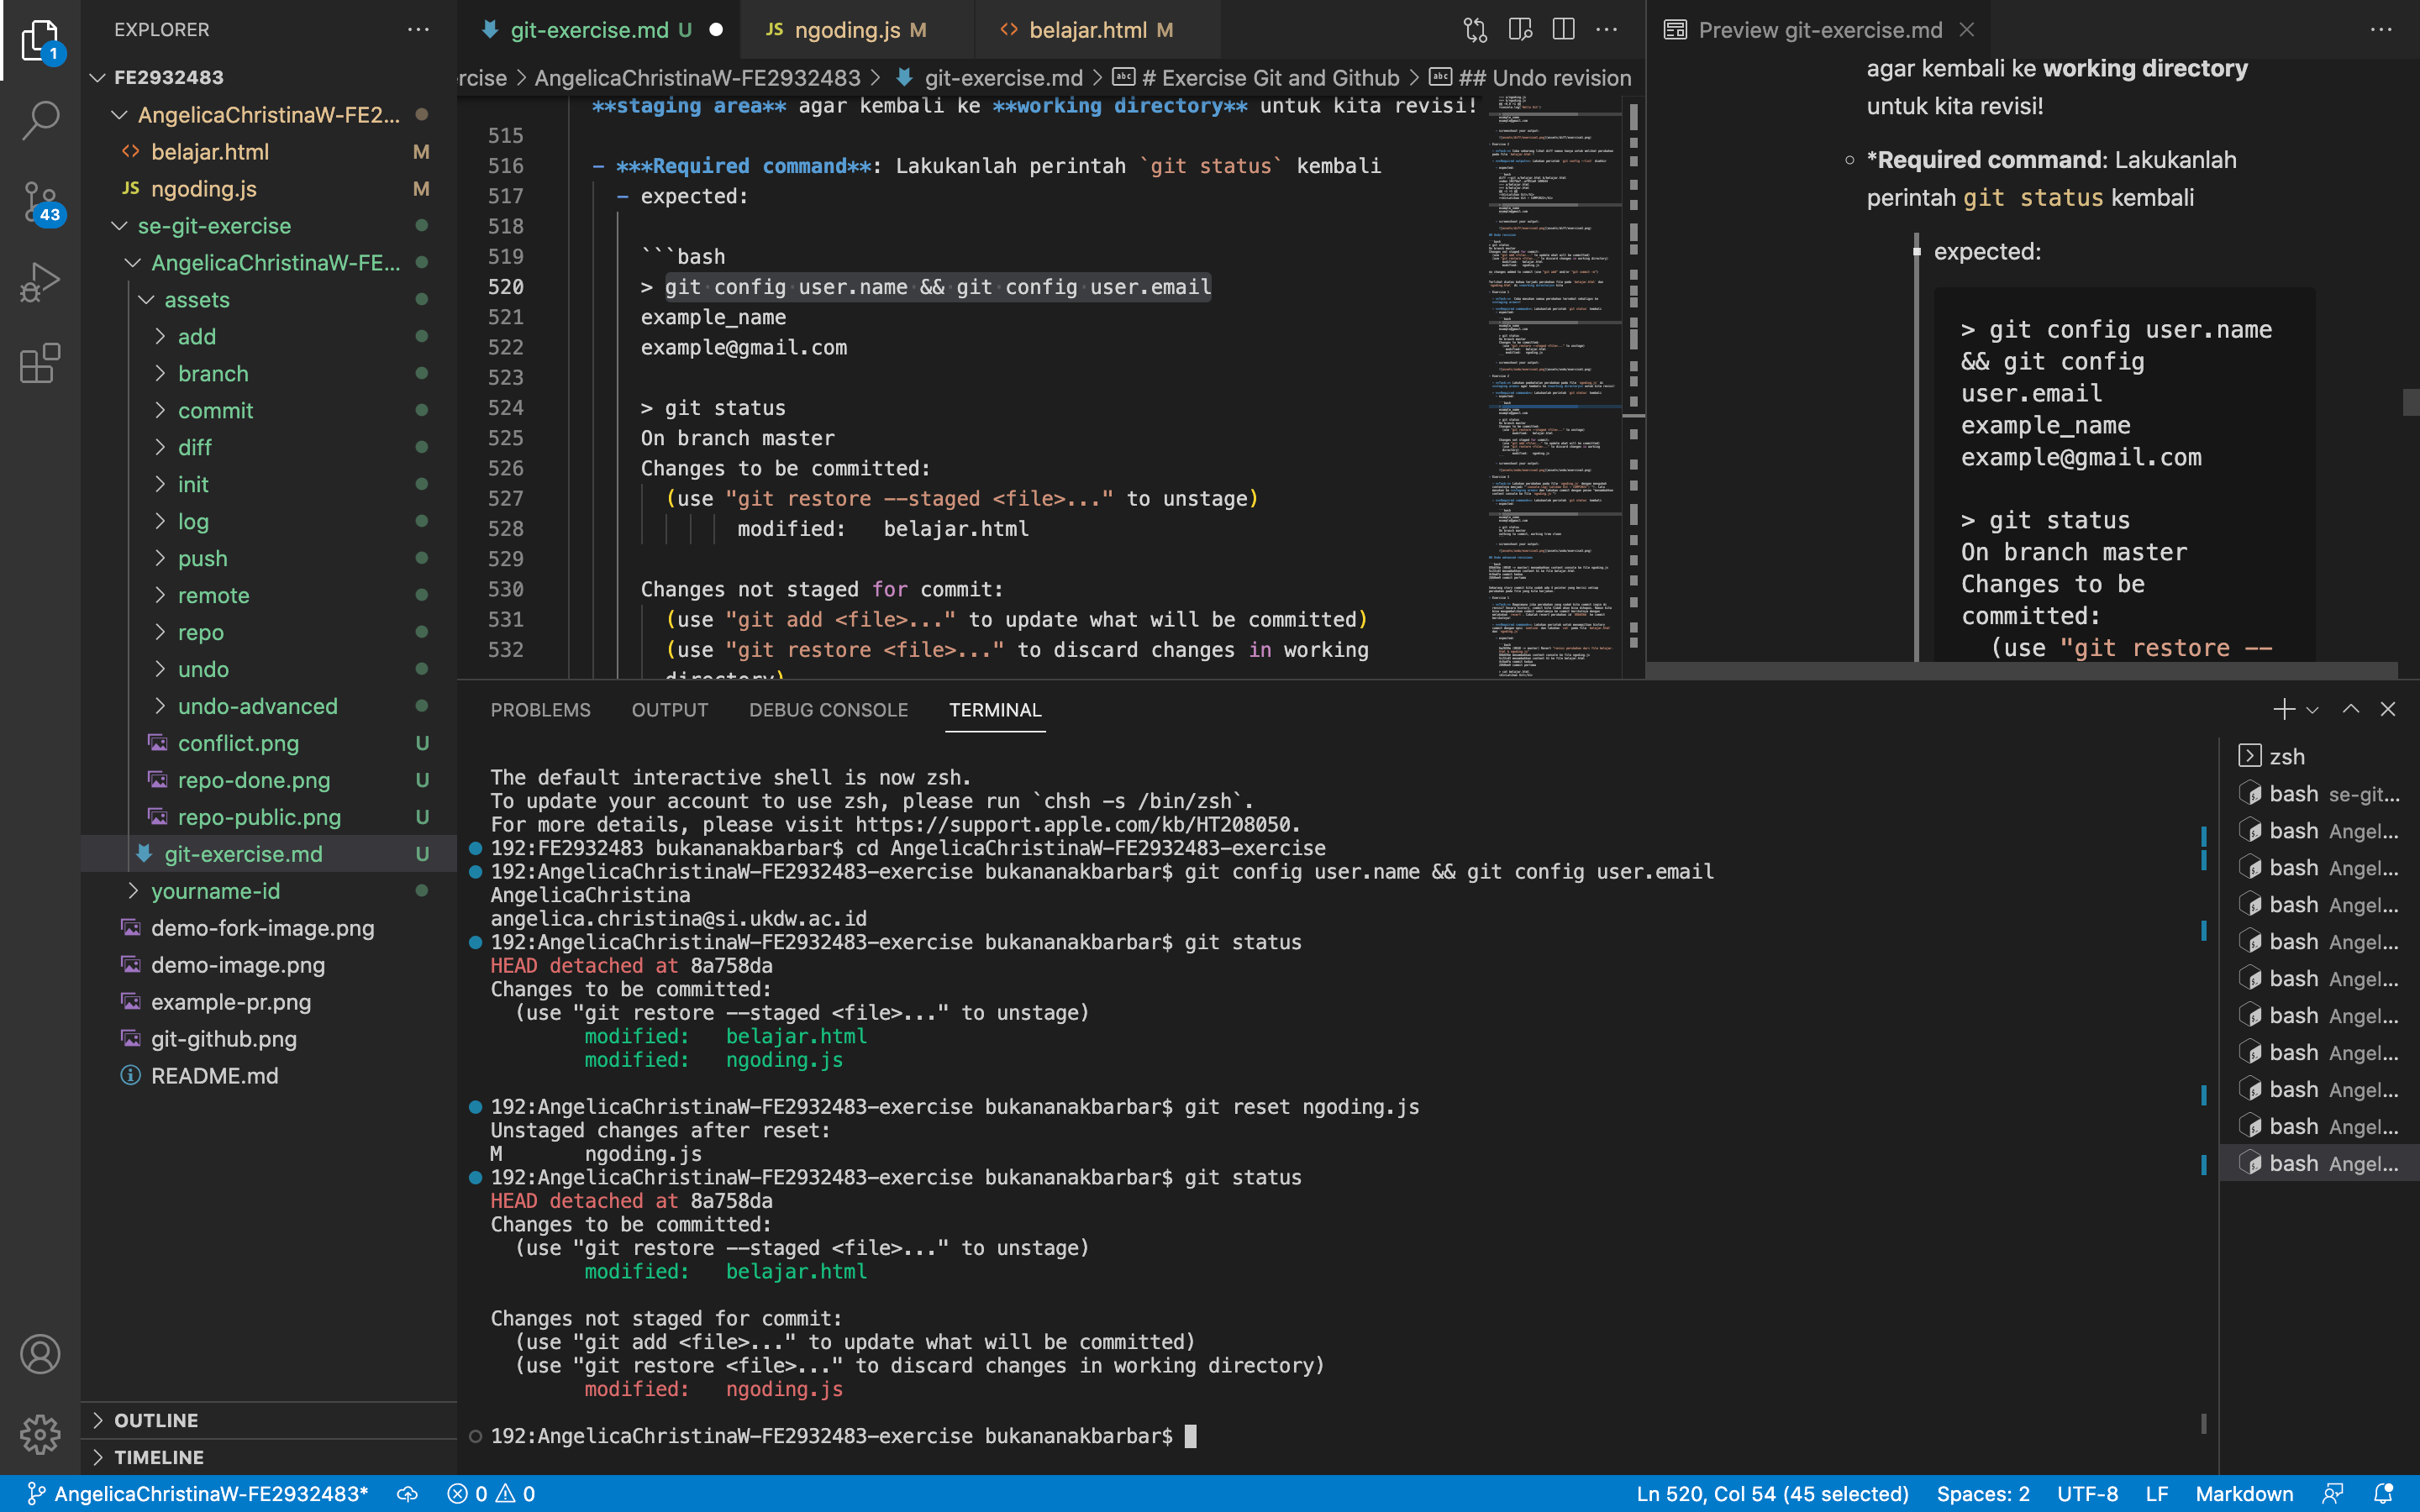 EXPLORER
FE2932483
AngelicaChristinaW-FE2...
belajar.html M
ngoding.js M
se-git-exercise
AngelicaChristinaW-FE...
assets
add
branch
commit
diff
init
log
push
remote
repo
undo
undo-advanced
conflict.png U
repo-done.png U
repo-public.png U
git-exercise.md U
yourname-id
demo-fork-image.png
demo-image.png
example-pr.png
git-github.png
README.md
OUTLINE
TIMELINE
1
43
git-exercise.md U
JS ngoding.js M
belajar.html M
rcise > AngelicaChristinaW-FE2932483 > git-exercise.md > # Exercise Git and Github > ## Undo revision
**staging area** agar kembali ke **working directory** untuk kita revisi!
515
516 - ***Required command**: Lakukanlah perintah `git status` kembali
517 - expected:
518
519 ```bash
520 > git config user.name && git config user.email
521 example_name
522 example@gmail.com
523
524 > git status
525 On branch master
526 Changes to be committed:
527 (use "git restore --staged <file>..." to unstage)
528 modified: belajar.html
529
530 Changes not staged for commit:
531 (use "git add <file>..." to update what will be committed)
532 (use "git restore <file>..." to discard changes in working
directory)
Preview git-exercise.md
agar kembali ke working directory
untuk kita revisi!
*Required command: Lakukanlah
perintah git status kembali
expected:
> git config user.name
&& git config
user.email
example_name
example@gmail.com
> git status
On branch master
Changes to be
committed:
(use "git restore --
PROBLEMS OUTPUT DEBUG CONSOLE TERMINAL
The default interactive shell is now zsh.
To update your account to use zsh, please run `chsh -s /bin/zsh`.
For more details, please visit https://support.apple.com/kb/HT208050.
192:FE2932483 bukananakbarbar$ cd AngelicaChristinaW-FE2932483-exercise
192:AngelicaChristinaW-FE2932483-exercise bukananakbarbar$ git config user.name && git config user.email
AngelicaChristina
angelica.christina@si.ukdw.ac.id
192:AngelicaChristinaW-FE2932483-exercise bukananakbarbar$ git status
HEAD detached at 8a758da
Changes to be committed:
(use "git restore --staged <file>..." to unstage)
modified: belajar.html
modified: ngoding.js
192:AngelicaChristinaW-FE2932483-exercise bukananakbarbar$ git reset ngoding.js
Unstaged changes after reset:
M ngoding.js
192:AngelicaChristinaW-FE2932483-exercise bukananakbarbar$ git status
HEAD detached at 8a758da
Changes to be committed:
(use "git restore --staged <file>..." to unstage)
modified: belajar.html
Changes not staged for commit:
(use "git add <file>..." to update what will be committed)
(use "git restore <file>..." to discard changes in working directory)
modified: ngoding.js
192:AngelicaChristinaW-FE2932483-exercise bukananakbarbar$
zsh
bash se-git...
bash Angel...
bash Angel...
bash Angel...
bash Angel...
bash Angel...
bash Angel...
bash Angel...
bash Angel...
bash Angel...
bash Angel...
AngelicaChristinaW-FE2932483* 0 0
Ln 520, Col 54 (45 selected) Spaces: 2 UTF-8 LF Markdown